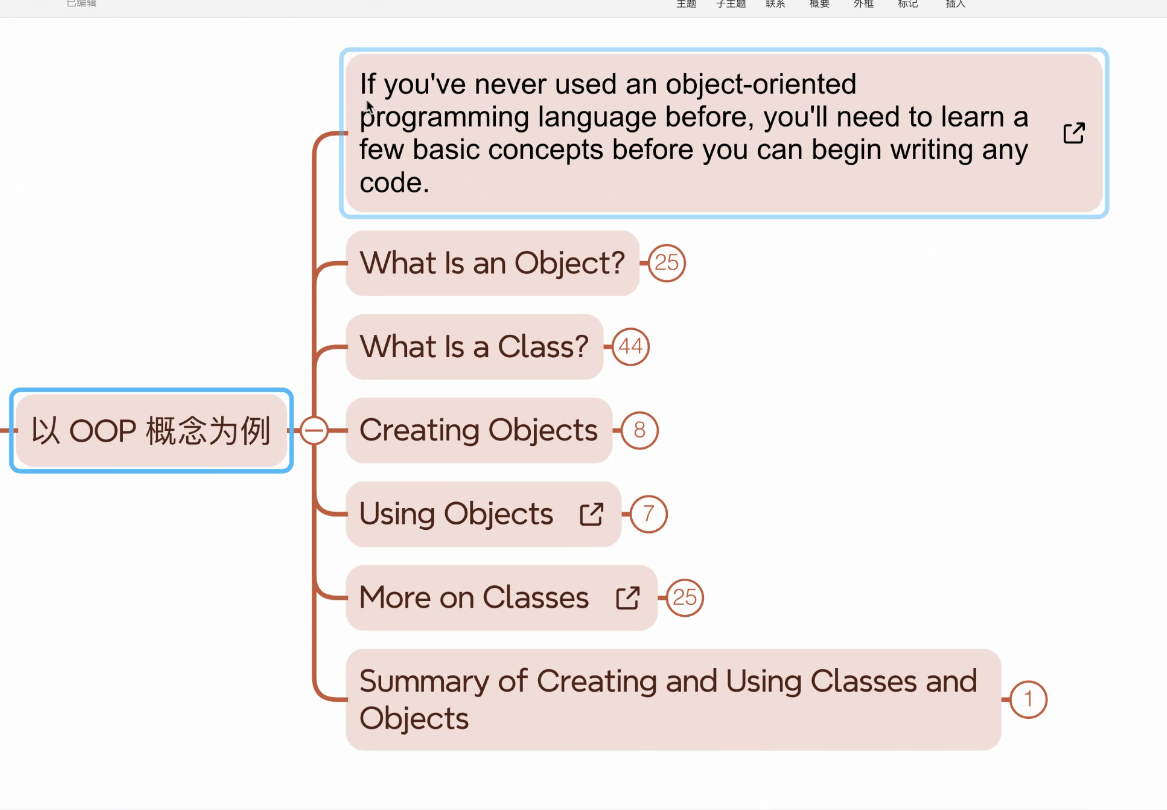 已编辑
主题 子主题 联系 概要 外框 标记 插入
If you've never used an object-oriented
programming language before, you'll need to learn a
few basic concepts before you can begin writing any
code.
What Is an Object? 25
What Is a Class? 44
以 OOP 概念为例
Creating Objects 8
Using Objects 7
More on Classes 25
Summary of Creating and Using Classes and
Objects
1